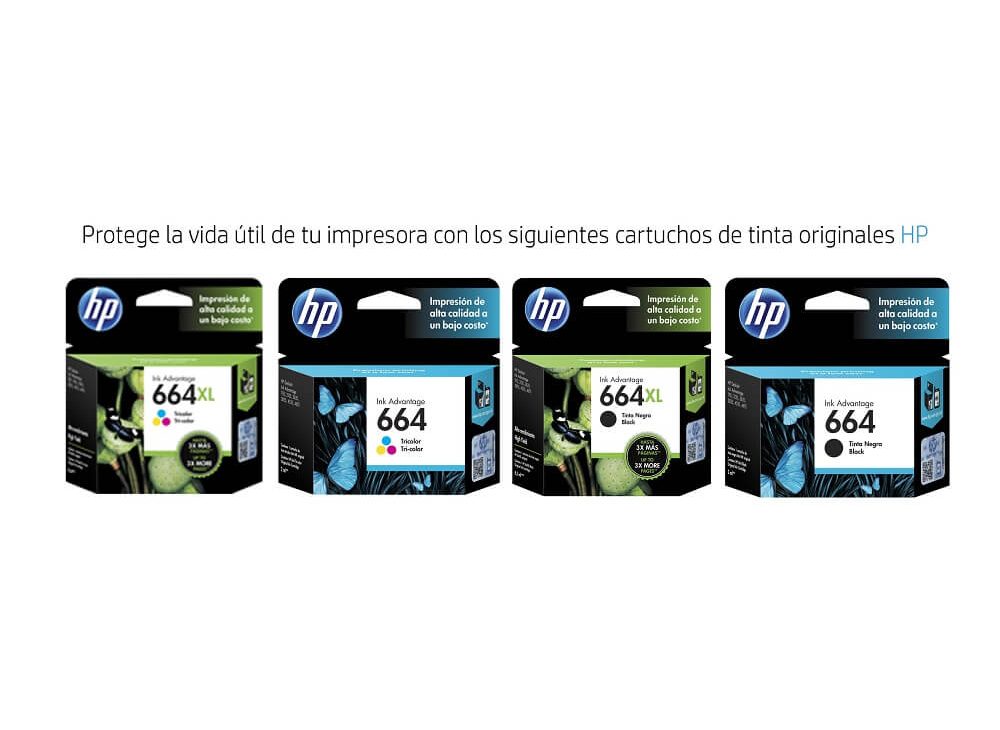 Protege la vida útil de tu impresora con los siguientes cartuchos de tinta originales HP
hp
Impresión de
alta calidad a
un bajo costo*
Ink Advantage
664XL
Tricolor
Tri-color
HASTA
3X MÁS
PÁGINAS**
UP TO
3X MORE
PAGES**
hp
Impresión de
alta calidad a
un bajo costo*
Ink Advantage
664
Tricolor
Tri-color
hp
Impresión de
alta calidad a
un bajo costo*
Ink Advantage
664XL
Tinta Negra
Black
HASTA
3X MÁS
PÁGINAS**
UP TO
3X MORE
PAGES**
hp
Impresión de
alta calidad a
un bajo costo*
Ink Advantage
664
Tinta Negra
Black